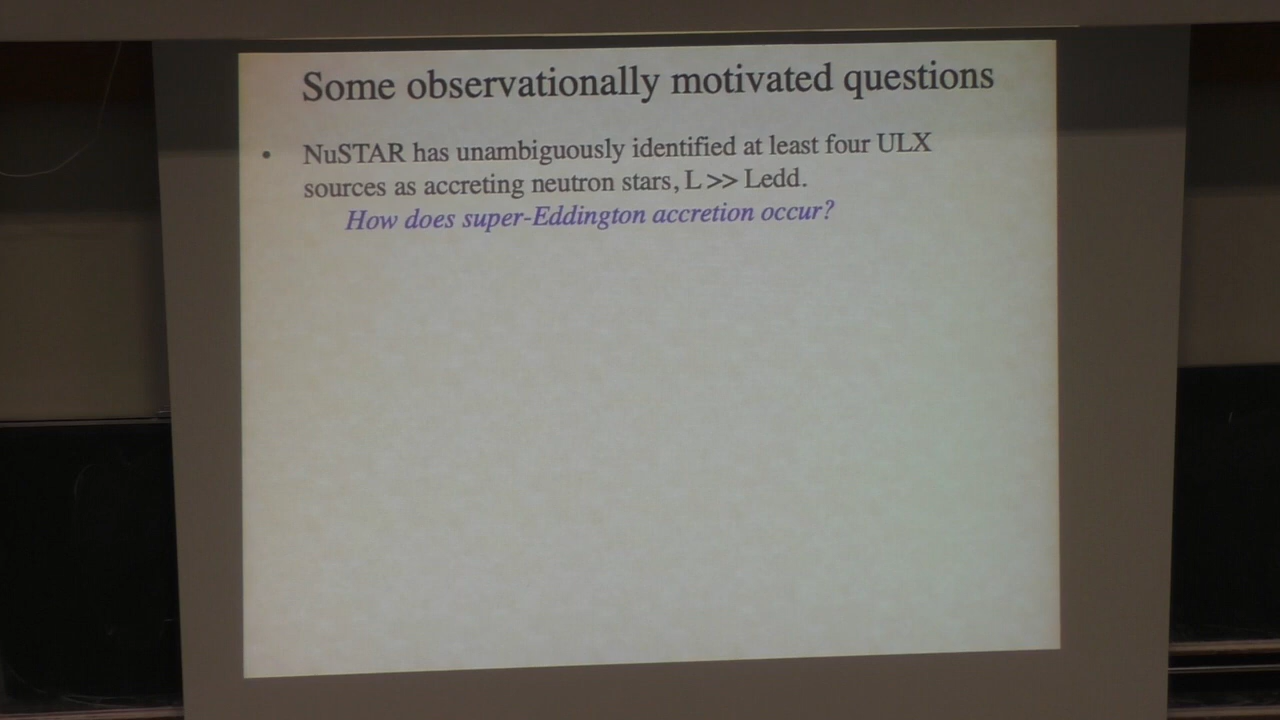 Some observationally motivated questions
• NuSTAR has unambiguously identified at least four ULX
sources as accreting neutron stars, L >> Ledd.
How does super-Eddington accretion occur?